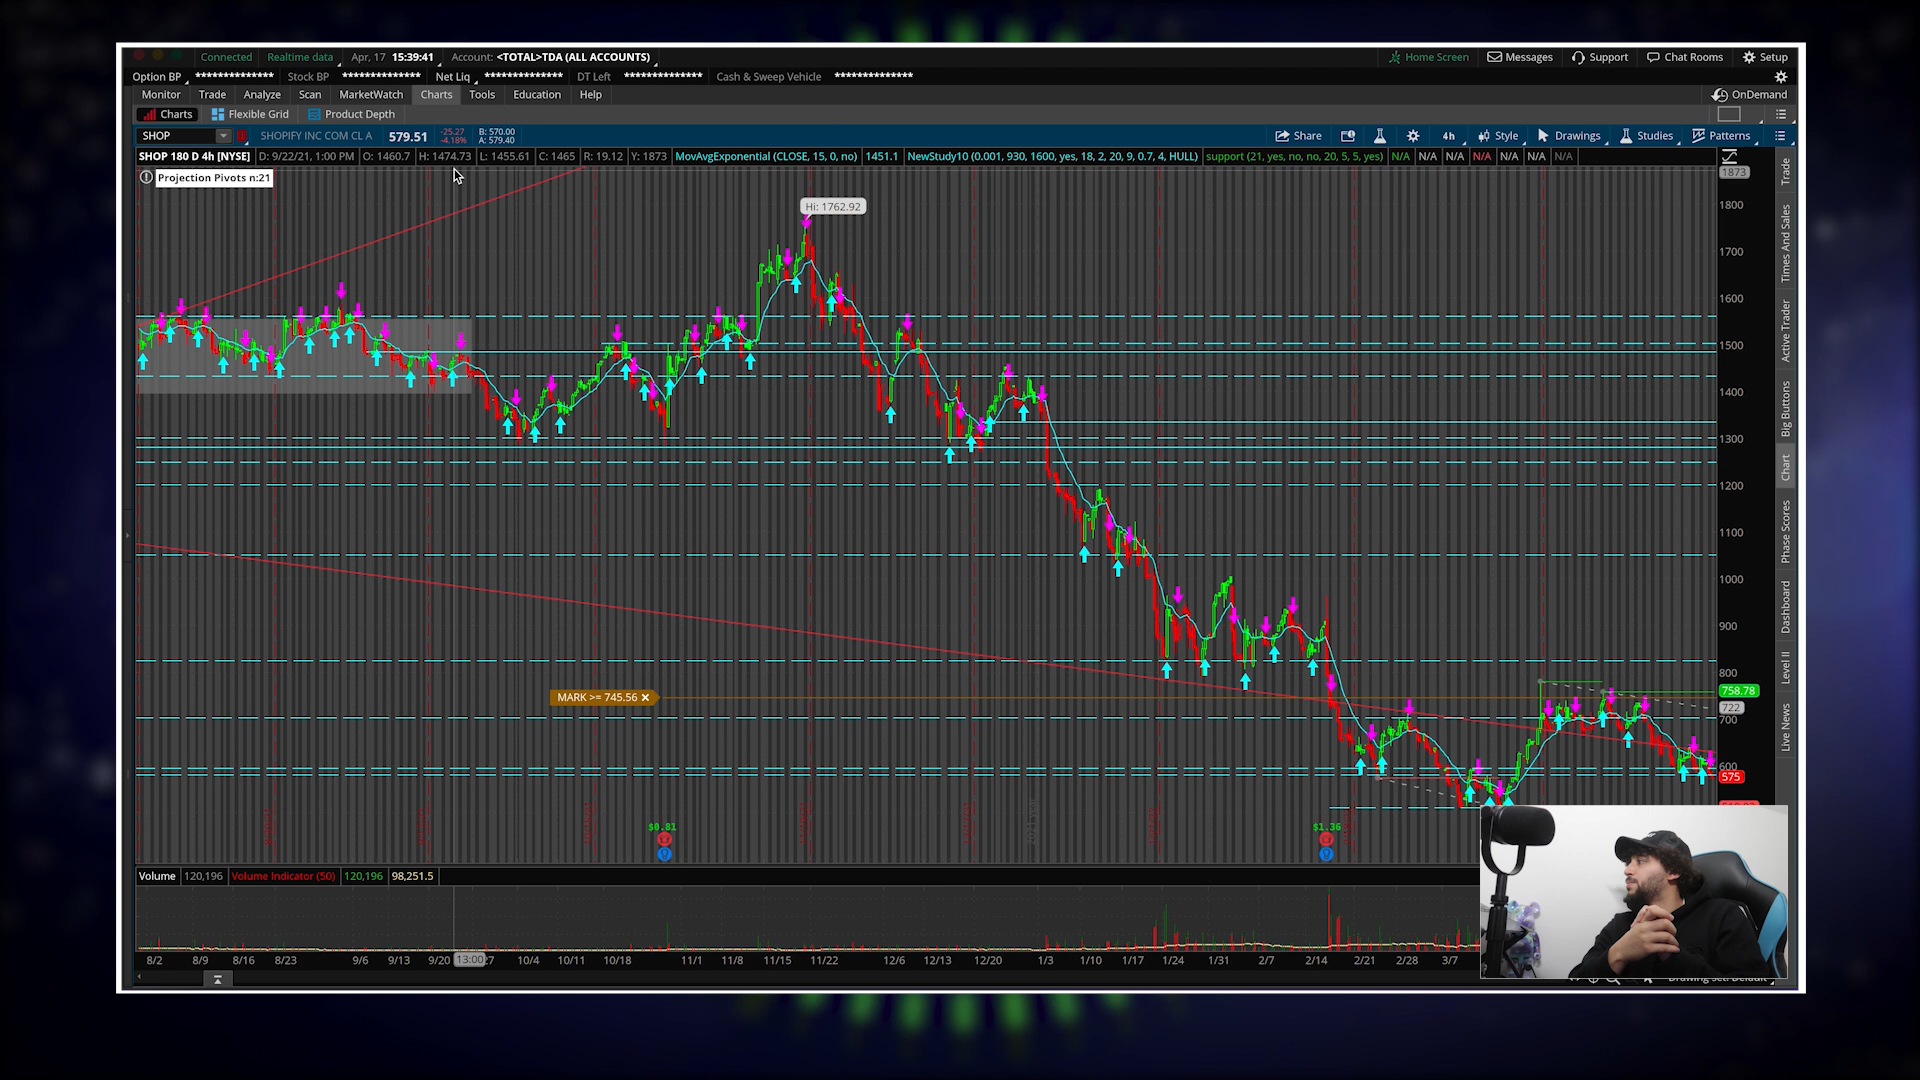 Connected Realtime data Apr, 17 15:39:41 Account: <TOTAL>TDA (ALL ACCOUNTS) Home Screen Messages Support Chat Rooms Setup
Option BP ************** Stock BP ************** Net Liq ************** DT Left ************** Cash & Sweep Vehicle **************
Monitor Trade Analyze Scan MarketWatch Charts Tools Education Help OnDemand
Charts Flexible Grid Product Depth
SHOP SHOPIFY INC COM CL A 579.51 -25.27 -4.18% B: 570.00 A: 579.40 Share 4h Style Drawings Studies Patterns
SHOP 180 D 4h [NYSE] D: 9/22/21, 1:00 PM O: 1460.7 H: 1474.73 L: 1455.61 C: 1465 R: 19.12 Y: 1873 MovAvgExponential (CLOSE, 15, 0, no) 1451.1 NewStudy10 (0.001, 930, 1600, yes, 18, 2, 20, 9, 0.7, 4, HULL) support (21, yes, no, no, 20, 5, 5, yes) N/A N/A N/A N/A N/A N/A N/A
Projection Pivots n:21
1873
Hi: 1762.92
1800
1700
1600
1500
1400
1300
1200
1100
1000
900
800
MARK >= 745.56
758.78
722
700
600
575
$0.81
$1.36
Trade
Times And Sales
Active Trader
Big Buttons
Chart
Phase Scores
Dashboard
Level II
Live News
Volume 120,196 Volume Indicator (50) 120,196 98,251.5
8/2 8/9 8/16 8/23 9/6 9/13 9/20 13:00 10/4 10/11 10/18 11/1 11/8 11/15 11/22 12/6 12/13 12/20 1/3 1/10 1/17 1/24 1/31 2/7 2/14 2/21 2/28 3/7